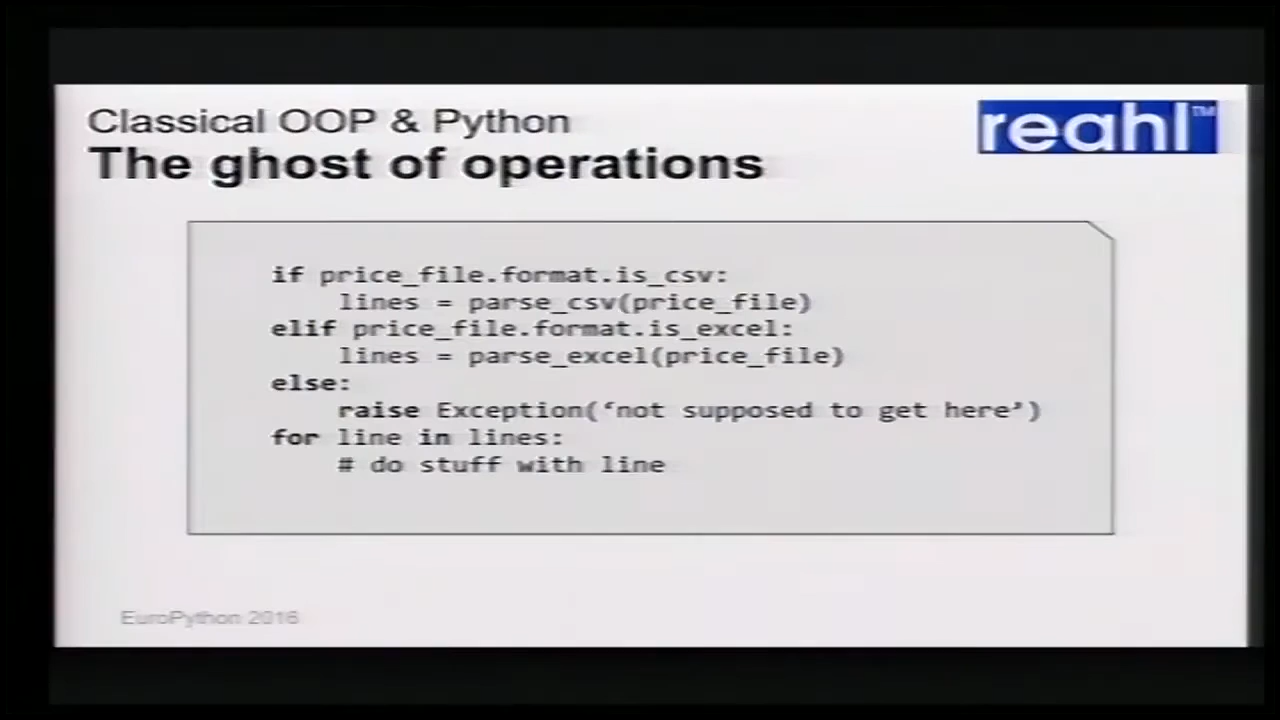 Classical OOP & Python
reahl™
The ghost of operations
if price_file.format.is_csv:
    lines = parse_csv(price_file)
elif price_file.format.is_excel:
    lines = parse_excel(price_file)
else:
    raise Exception(‘not supposed to get here’)
for line in lines:
    # do stuff with line
EuroPython 2016